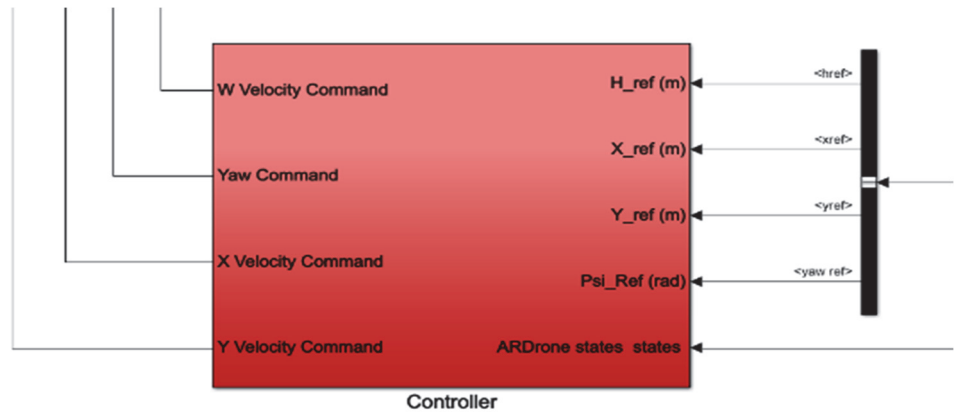 W Velocity Command
Yaw Command
X Velocity Command
Y Velocity Command
H_ref (m)
X_ref (m)
Y_ref (m)
Psi_Ref (rad)
ARDrone states states
<href>
<xref>
<yref>
<yaw ref>
Controller